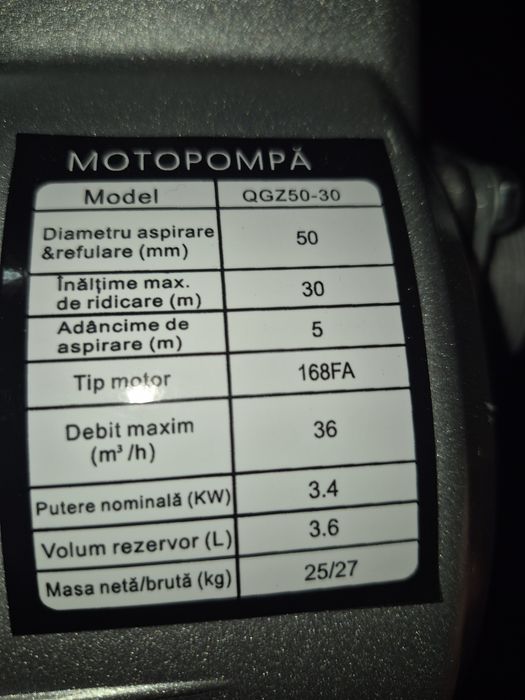 MOTOPOMPĂ
Model QGZ50-30
Diametru aspirare
&refulare (mm) 50
Înălțime max.
de ridicare (m) 30
Adâncime de
aspirare (m) 5
Tip motor 168FA
Debit maxim
(m³/h) 36
Putere nominală (KW) 3.4
Volum rezervor (L) 3.6
Masa netă/brută (kg) 25/27